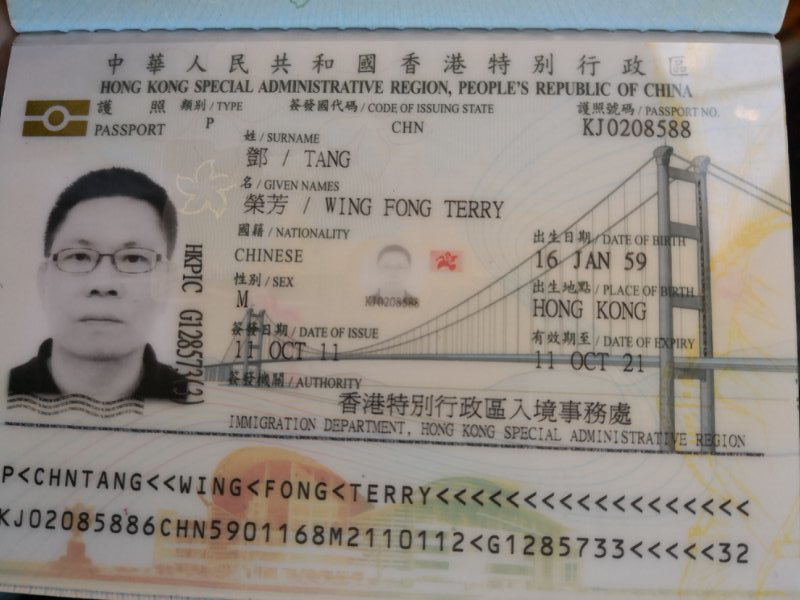 中華人民共和國香港特別行政區
HONG KONG SPECIAL ADMINISTRATIVE REGION, PEOPLE'S REPUBLIC OF CHINA
護照 類別 / TYPE 簽發國代碼 / CODE OF ISSUING STATE 護照號碼 / PASSPORT NO.
PASSPORT P CHN KJ0208588
姓 / SURNAME
鄧 / TANG
名 / GIVEN NAMES
榮芳 / WING FONG TERRY
國籍 / NATIONALITY 出生日期 / DATE OF BIRTH
CHINESE 16 JAN 59
性別 / SEX 出生地點 / PLACE OF BIRTH
M KJ0208588 HONG KONG
簽發日期 / DATE OF ISSUE 有效期至 / DATE OF EXPIRY
11 OCT 11 11 OCT 21
簽發機關 / AUTHORITY
香港特別行政區入境事務處
IMMIGRATION DEPARTMENT, HONG KONG SPECIAL ADMINISTRATIVE REGION
P<CHNTANG<<WING<FONG<TERRY<<<<<<<<<<<<<<<<<<
KJ02085886CHN5901168M2110112<G1285733<<<<<32